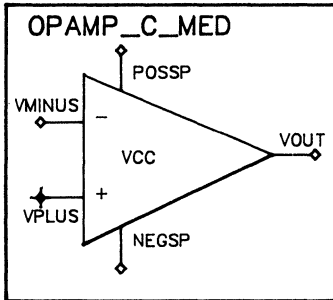 OPAMP_C_MED
POSSP
VMINUS
-
VCC
VOUT
+
VPLUS
NEGSP